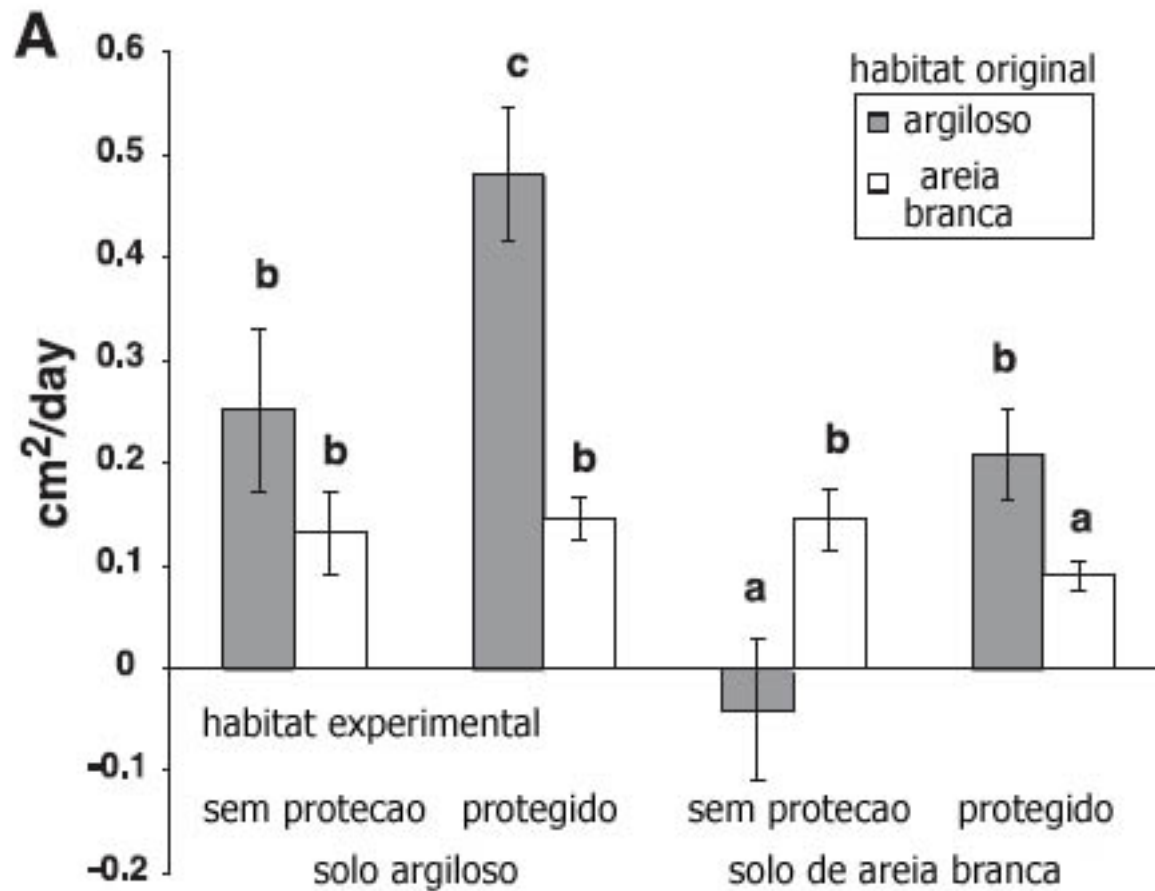 A
0.6
0.5
0.4
0.3
0.2
0.1
0
-0.1
-0.2
cm²/day
habitat original
argiloso
areia
branca
b
b
c
b
a
b
b
a
habitat experimental
sem protecao protegido sem protecao protegido
solo argiloso solo de areia branca